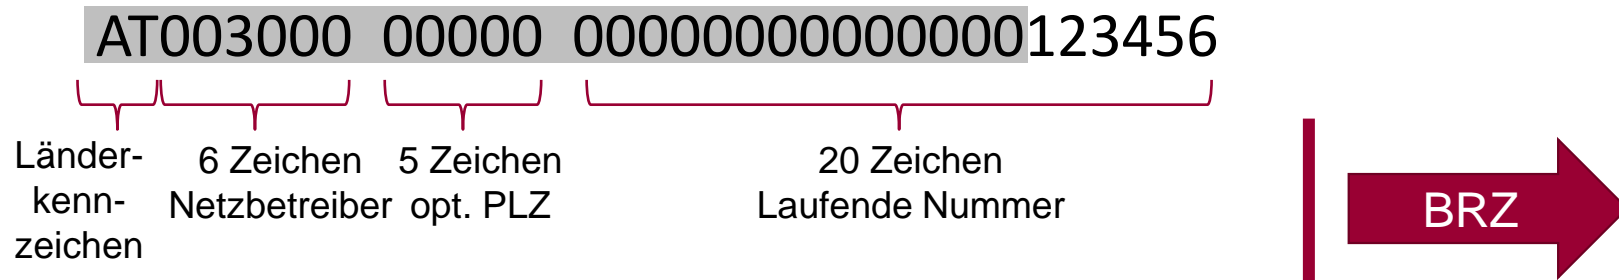 AT003000 00000 00000000000000123456
Länder-
kenn-
zeichen
6 Zeichen
Netzbetreiber
5 Zeichen
opt. PLZ
20 Zeichen
Laufende Nummer
BRZ